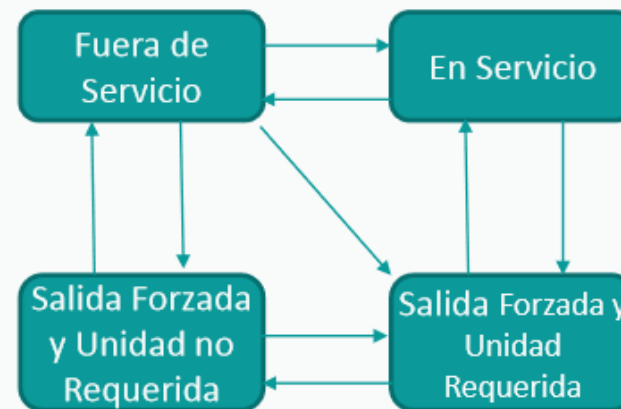 Fuera de
Servicio
En Servicio
Salida Forzada
y Unidad no
Requerida
Salida Forzada y
Unidad
Requerida